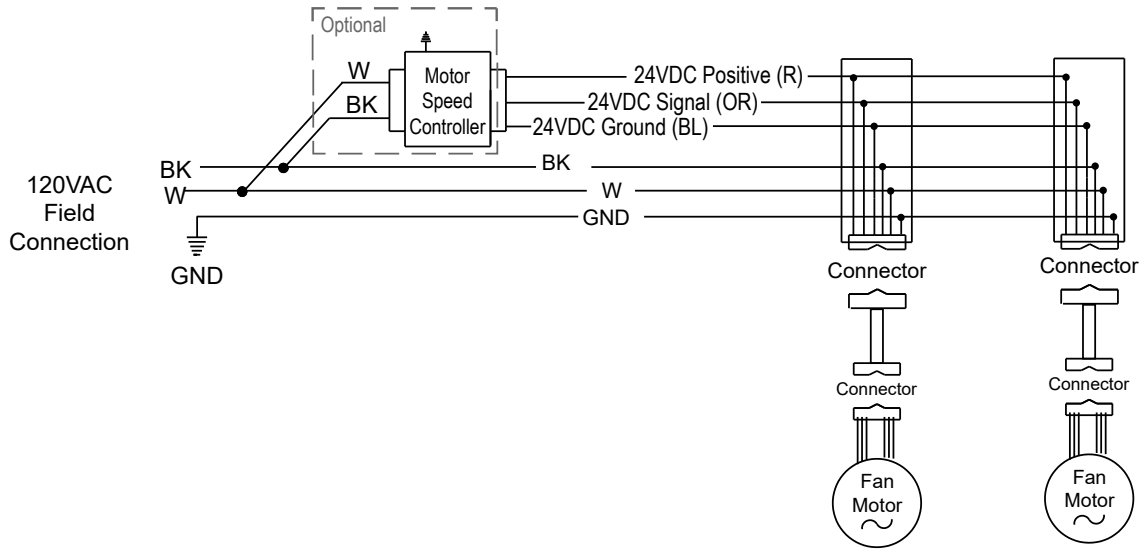 Optional
W
BK
Motor
Speed
Controller
24VDC Positive (R)
24VDC Signal (OR)
24VDC Ground (BL)
120VAC
Field
Connection
BK
W
BK
W
GND
GND
Connector
Connector
Connector
Connector
Fan
Motor
Fan
Motor